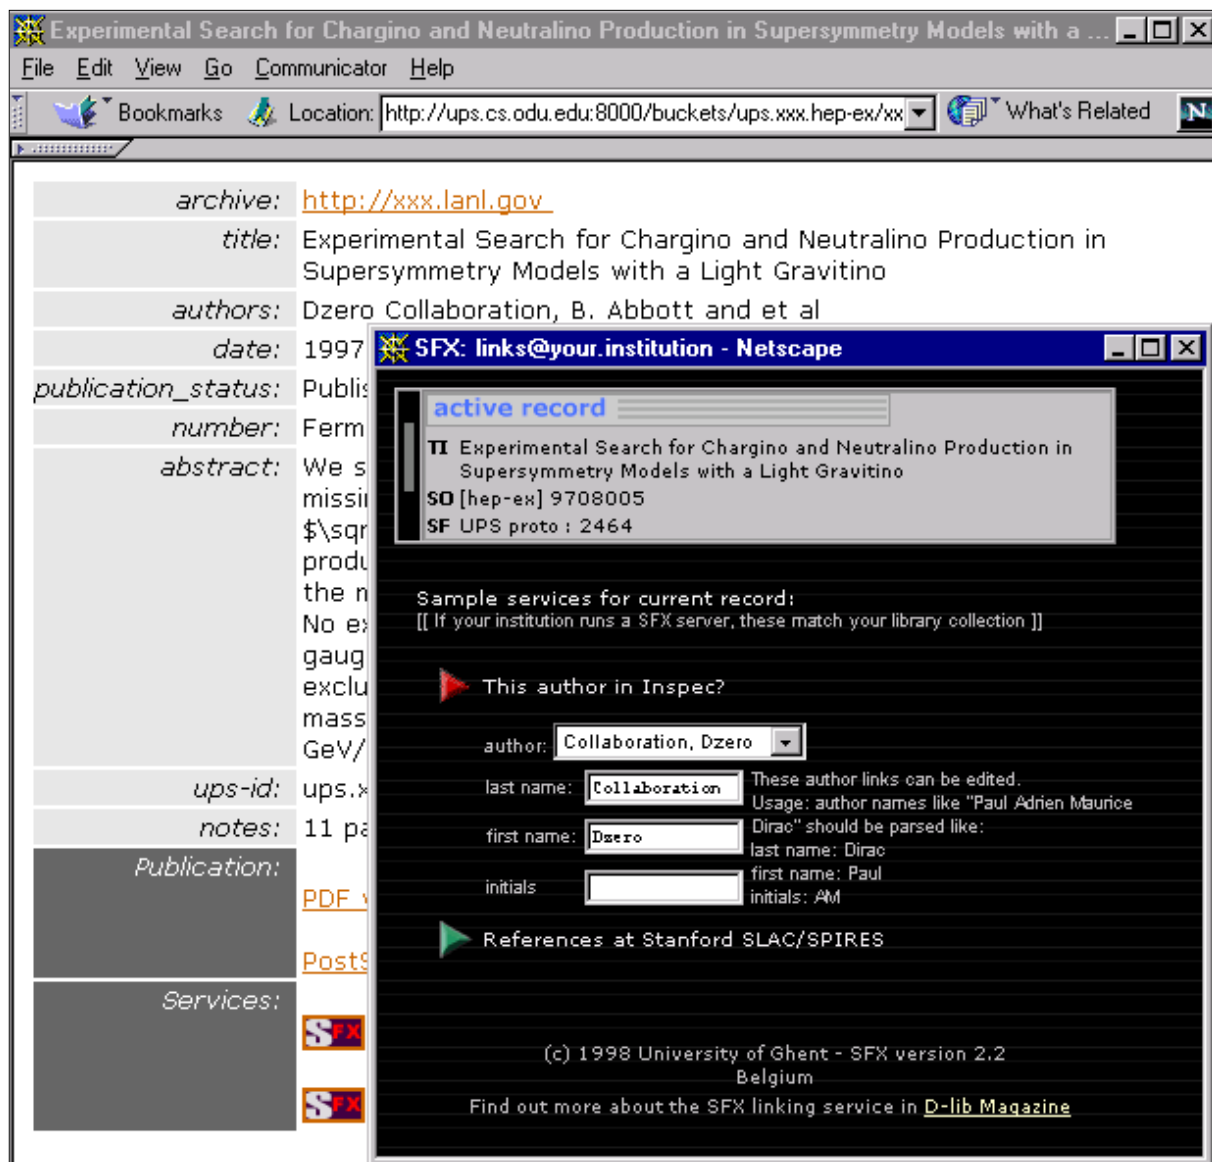 Experimental Search for Chargino and Neutralino Production in Supersymmetry Models with a ...
File Edit View Go Communicator Help
Bookmarks Location: http://ups.cs.odu.edu:8000/buckets/ups.xxx.hep-ex/xx What's Related N
archive: http://xxx.lanl.gov
title: Experimental Search for Chargino and Neutralino Production in
Supersymmetry Models with a Light Gravitino
authors: Dzero Collaboration, B. Abbott and et al
date: 1997
publication_status: Publis
number: Ferm
abstract: We s
missi
$\sqr
produ
the m
No ex
gaug
exclu
mass
GeV/
ups-id: ups.x
notes: 11 pa
Publication:
PDF
PostS
Services:
SFX
SFX
SFX: links@your.institution - Netscape
active record
TI Experimental Search for Chargino and Neutralino Production in
Supersymmetry Models with a Light Gravitino
SO [hep-ex] 9708005
SF UPS proto : 2464
Sample services for current record:
[[ If your institution runs a SFX server, these match your library collection ]]
This author in Inspec?
author: Collaboration, Dzero
last name: Collaboration
first name: Dzero
initials
These author links can be edited.
Usage: author names like "Paul Adrien Maurice
Dirac" should be parsed like:
last name: Dirac
first name: Paul
initials: AM
References at Stanford SLAC/SPIRES
(c) 1998 University of Ghent - SFX version 2.2
Belgium
Find out more about the SFX linking service in D-lib Magazine